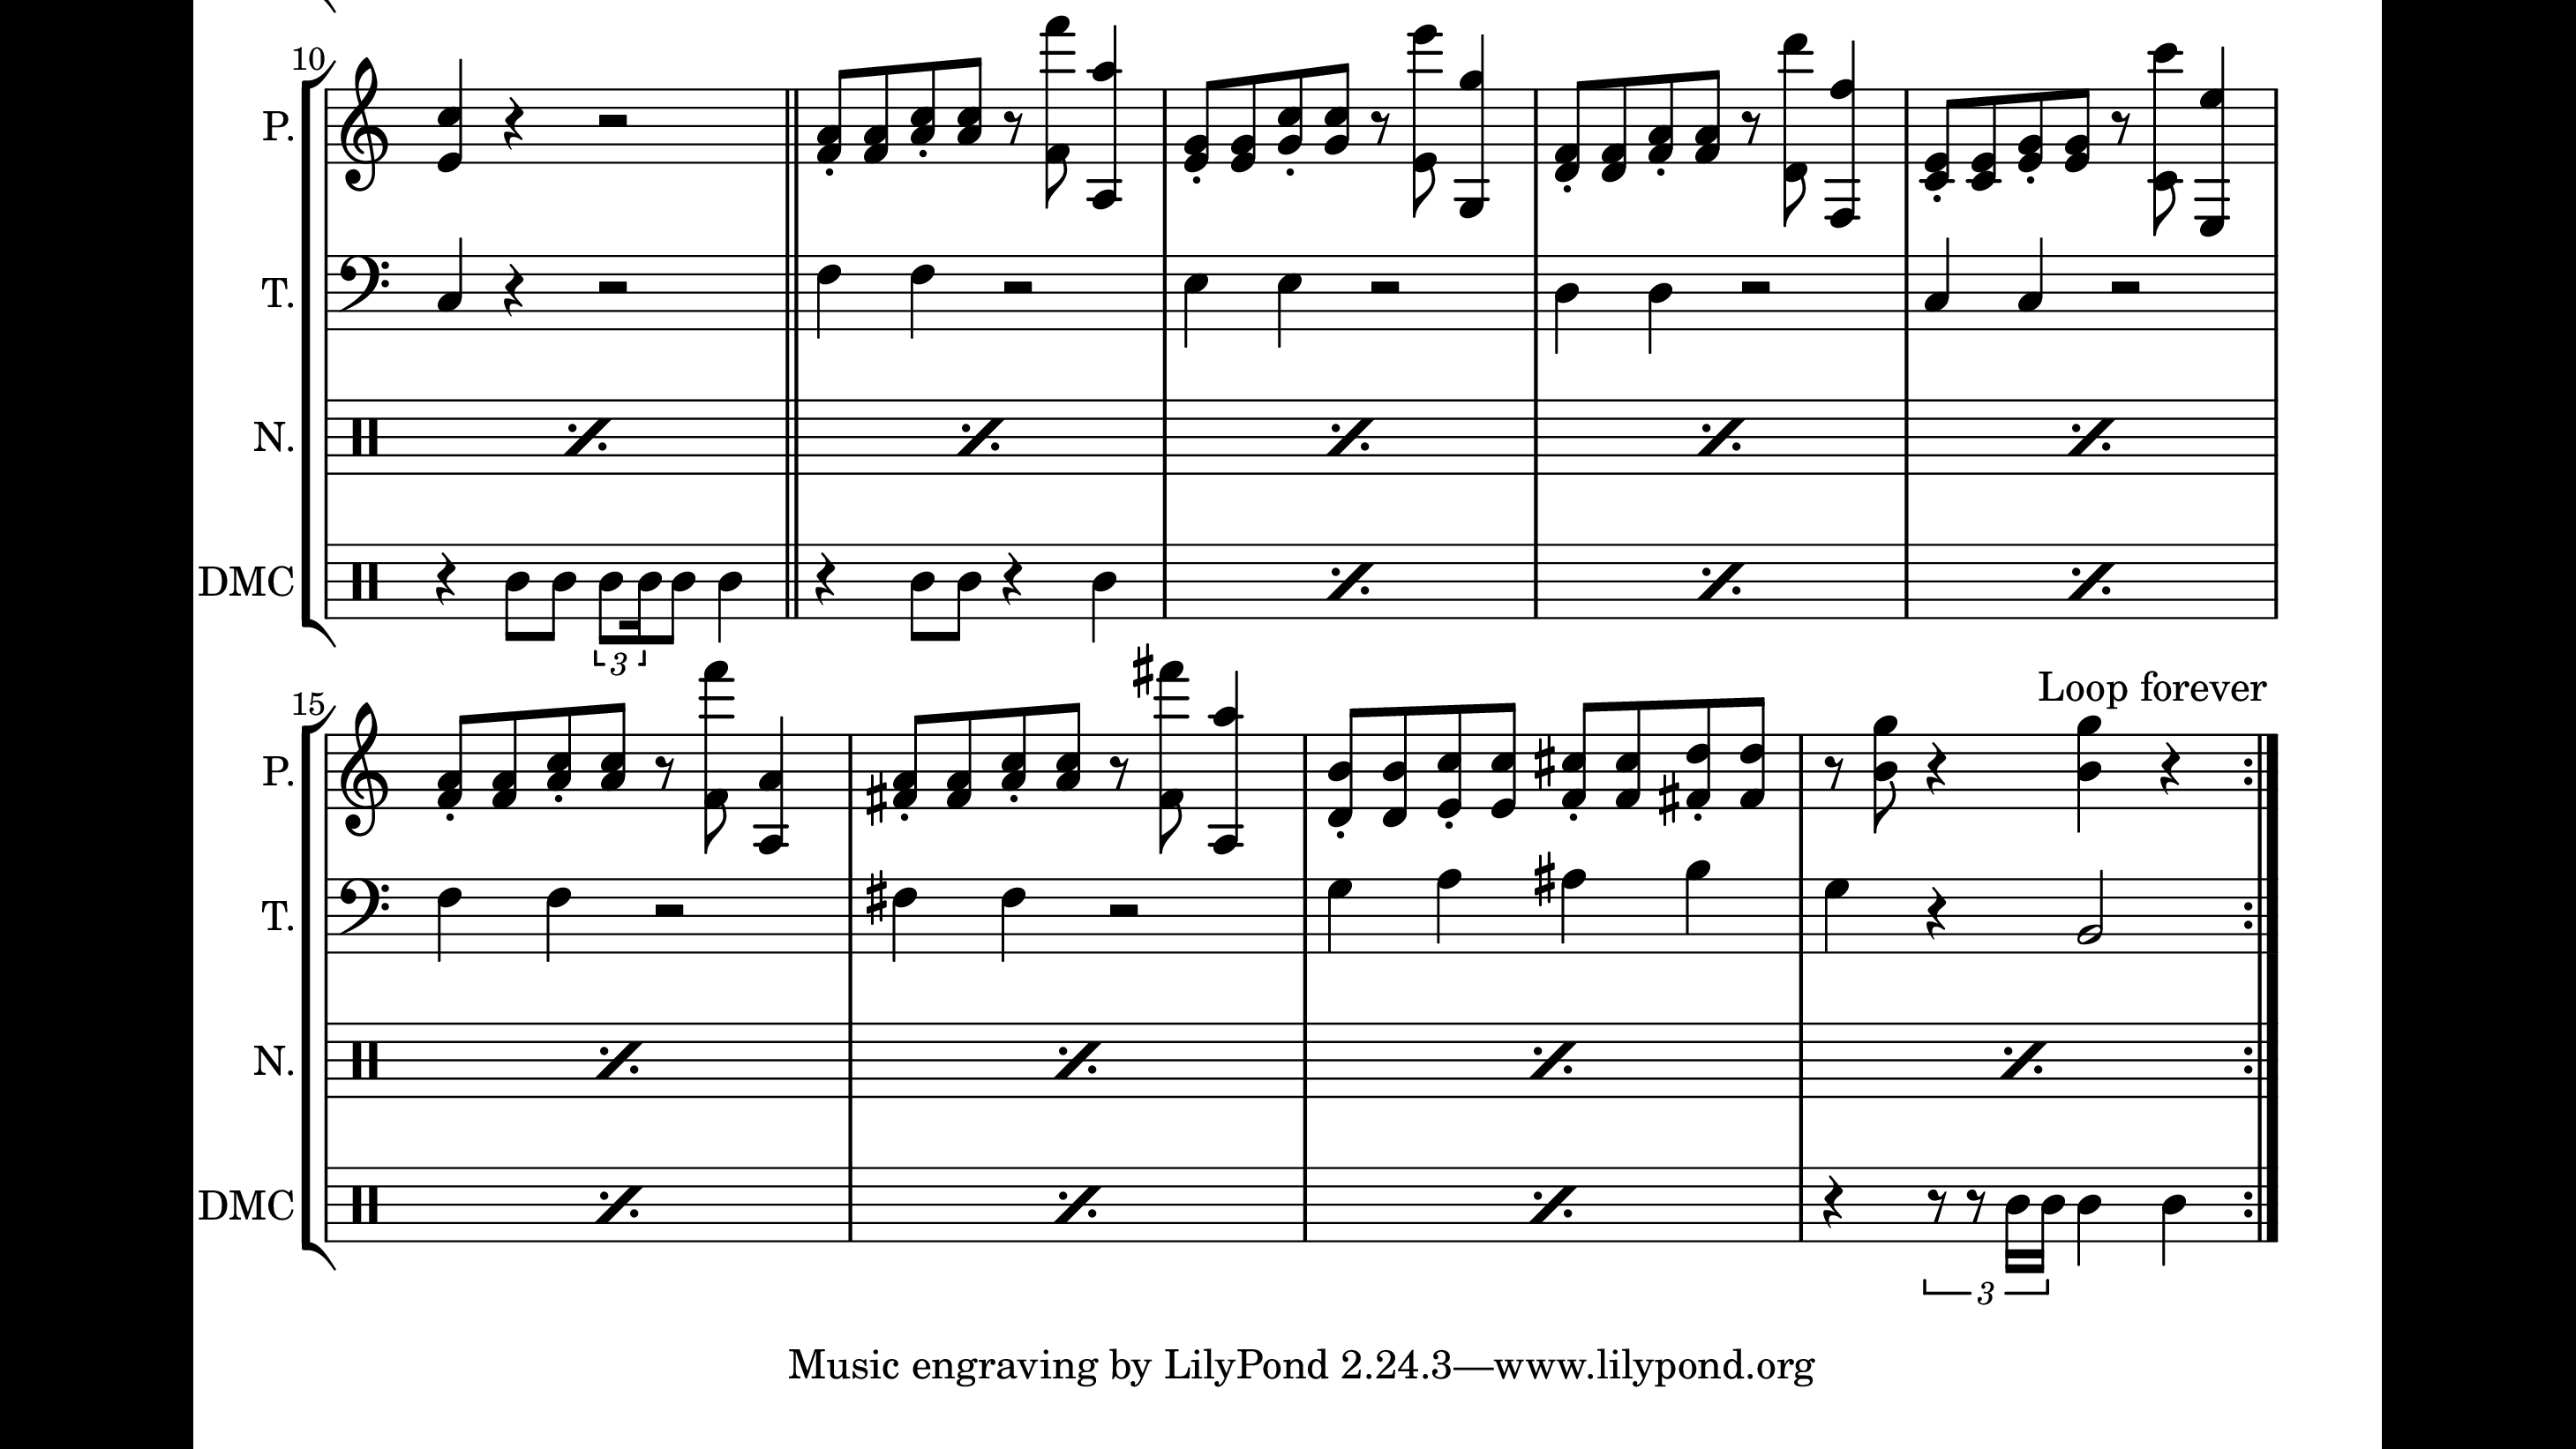 10
P.
T.
N.
DMC
3
Loop forever
15
P.
T.
N.
DMC
3
Music engraving by LilyPond 2.24.3—www.lilypond.org